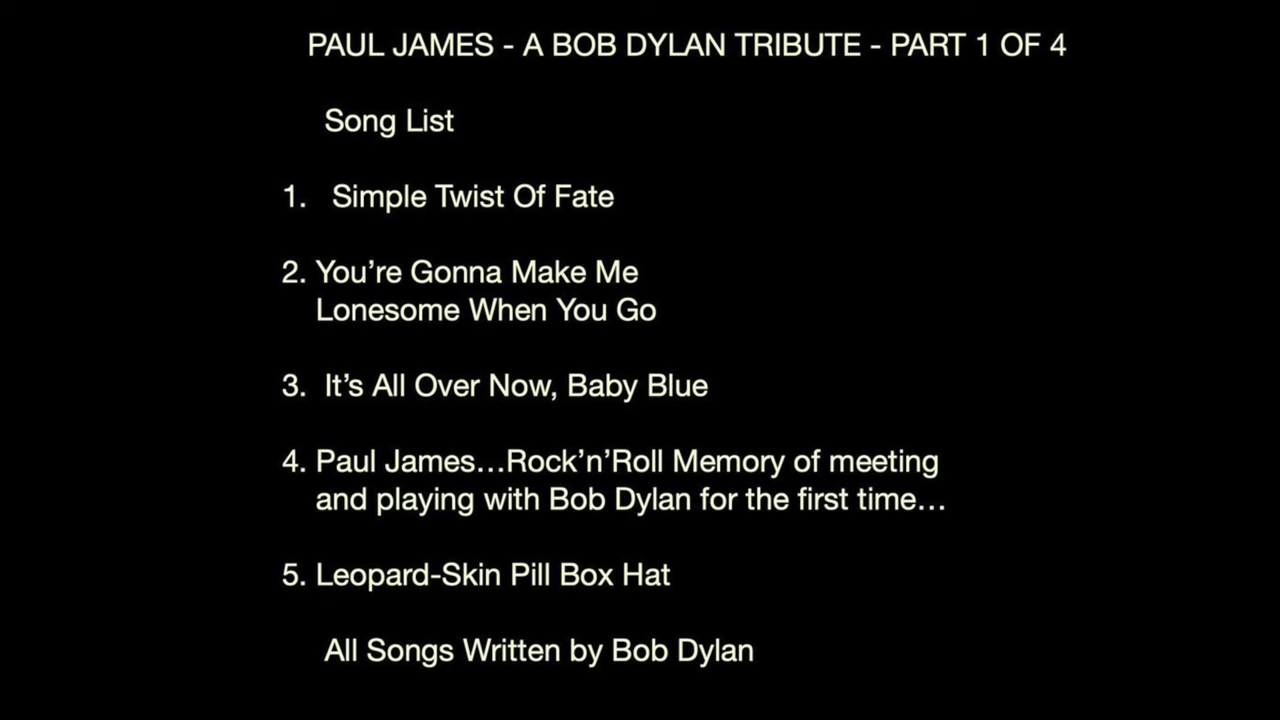 PAUL JAMES - A BOB DYLAN TRIBUTE - PART 1 OF 4
Song List
1. Simple Twist Of Fate
2. You’re Gonna Make Me
Lonesome When You Go
3. It’s All Over Now, Baby Blue
4. Paul James…Rock’n’Roll Memory of meeting
and playing with Bob Dylan for the first time…
5. Leopard-Skin Pill Box Hat
All Songs Written by Bob Dylan